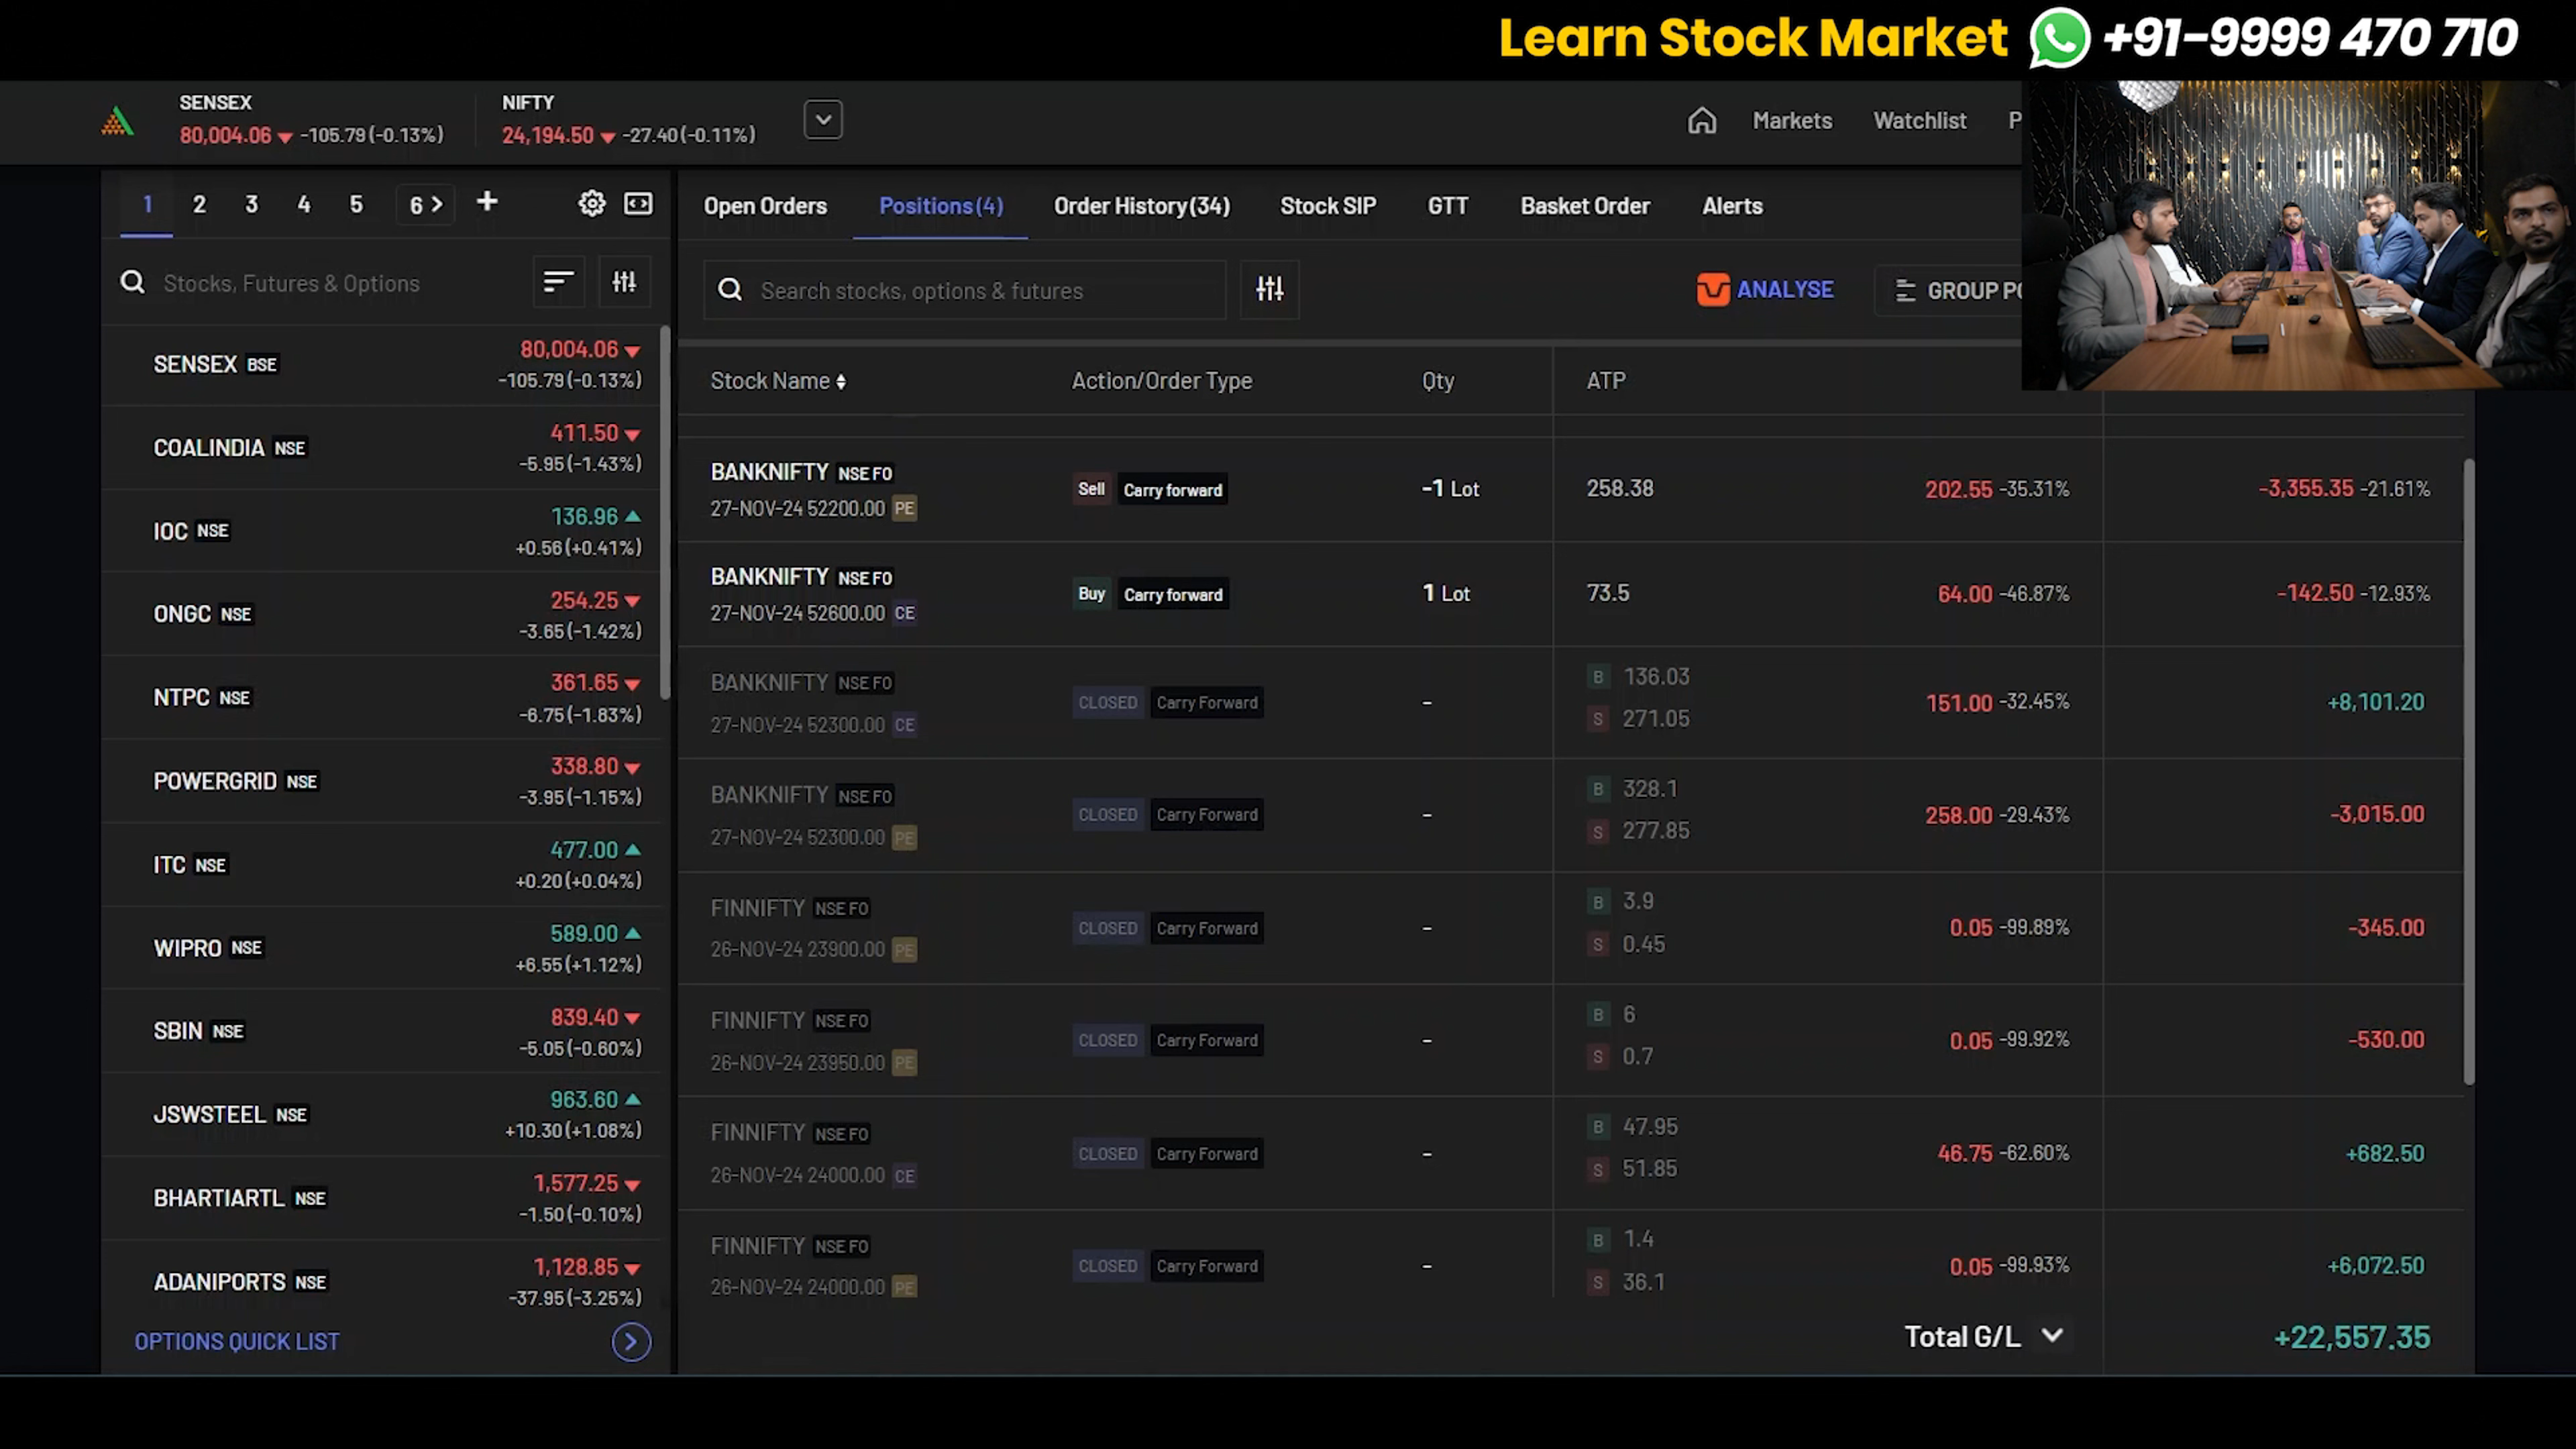 Learn Stock Market +91-9999 470 710
SENSEX
80,004.06 -105.79 (-0.13%)
NIFTY
24,194.50 -27.40 (-0.11%)
Markets
Watchlist
P
1 2 3 4 5 6 > +
Stocks, Futures & Options
SENSEX BSE
80,004.06
-105.79 (-0.13%)
COALINDIA NSE
411.50
-5.95 (-1.43%)
IOC NSE
136.96
+0.56 (+0.41%)
ONGC NSE
254.25
-3.65 (-1.42%)
NTPC NSE
361.65
-6.75 (-1.83%)
POWERGRID NSE
338.80
-3.95 (-1.15%)
ITC NSE
477.00
+0.20 (+0.04%)
WIPRO NSE
589.00
+6.55 (+1.12%)
SBIN NSE
839.40
-5.05 (-0.60%)
JSWSTEEL NSE
963.60
+10.30 (+1.08%)
BHARTIARTL NSE
1,577.25
-1.50 (-0.10%)
ADANIPORTS NSE
1,128.85
-37.95 (-3.25%)
OPTIONS QUICK LIST
Open Orders Positions (4) Order History (34) Stock SIP GTT Basket Order Alerts
Search stocks, options & futures
ANALYSE
GROUP PO
Stock Name Action/Order Type Qty ATP
BANKNIFTY NSE FO
27-NOV-24 52200.00 PE
Sell Carry forward -1 Lot 258.38 202.55 -35.31% -3,355.35 -21.61%
BANKNIFTY NSE FO
27-NOV-24 52600.00 CE
Buy Carry forward 1 Lot 73.5 64.00 -46.87% -142.50 -12.93%
BANKNIFTY NSE FO
27-NOV-24 52300.00 CE
CLOSED Carry Forward -
B 136.03
S 271.05
151.00 -32.45% +8,101.20
BANKNIFTY NSE FO
27-NOV-24 52300.00 PE
CLOSED Carry Forward -
B 328.1
S 277.85
258.00 -29.43% -3,015.00
FINNIFTY NSE FO
26-NOV-24 23900.00 PE
CLOSED Carry Forward -
B 3.9
S 0.45
0.05 -99.89% -345.00
FINNIFTY NSE FO
26-NOV-24 23950.00 PE
CLOSED Carry Forward -
B 6
S 0.7
0.05 -99.92% -530.00
FINNIFTY NSE FO
26-NOV-24 24000.00 CE
CLOSED Carry Forward -
B 47.95
S 51.85
46.75 -62.60% +682.50
FINNIFTY NSE FO
26-NOV-24 24000.00 PE
CLOSED Carry Forward -
B 1.4
S 36.1
0.05 -99.93% +6,072.50
Total G/L +22,557.35